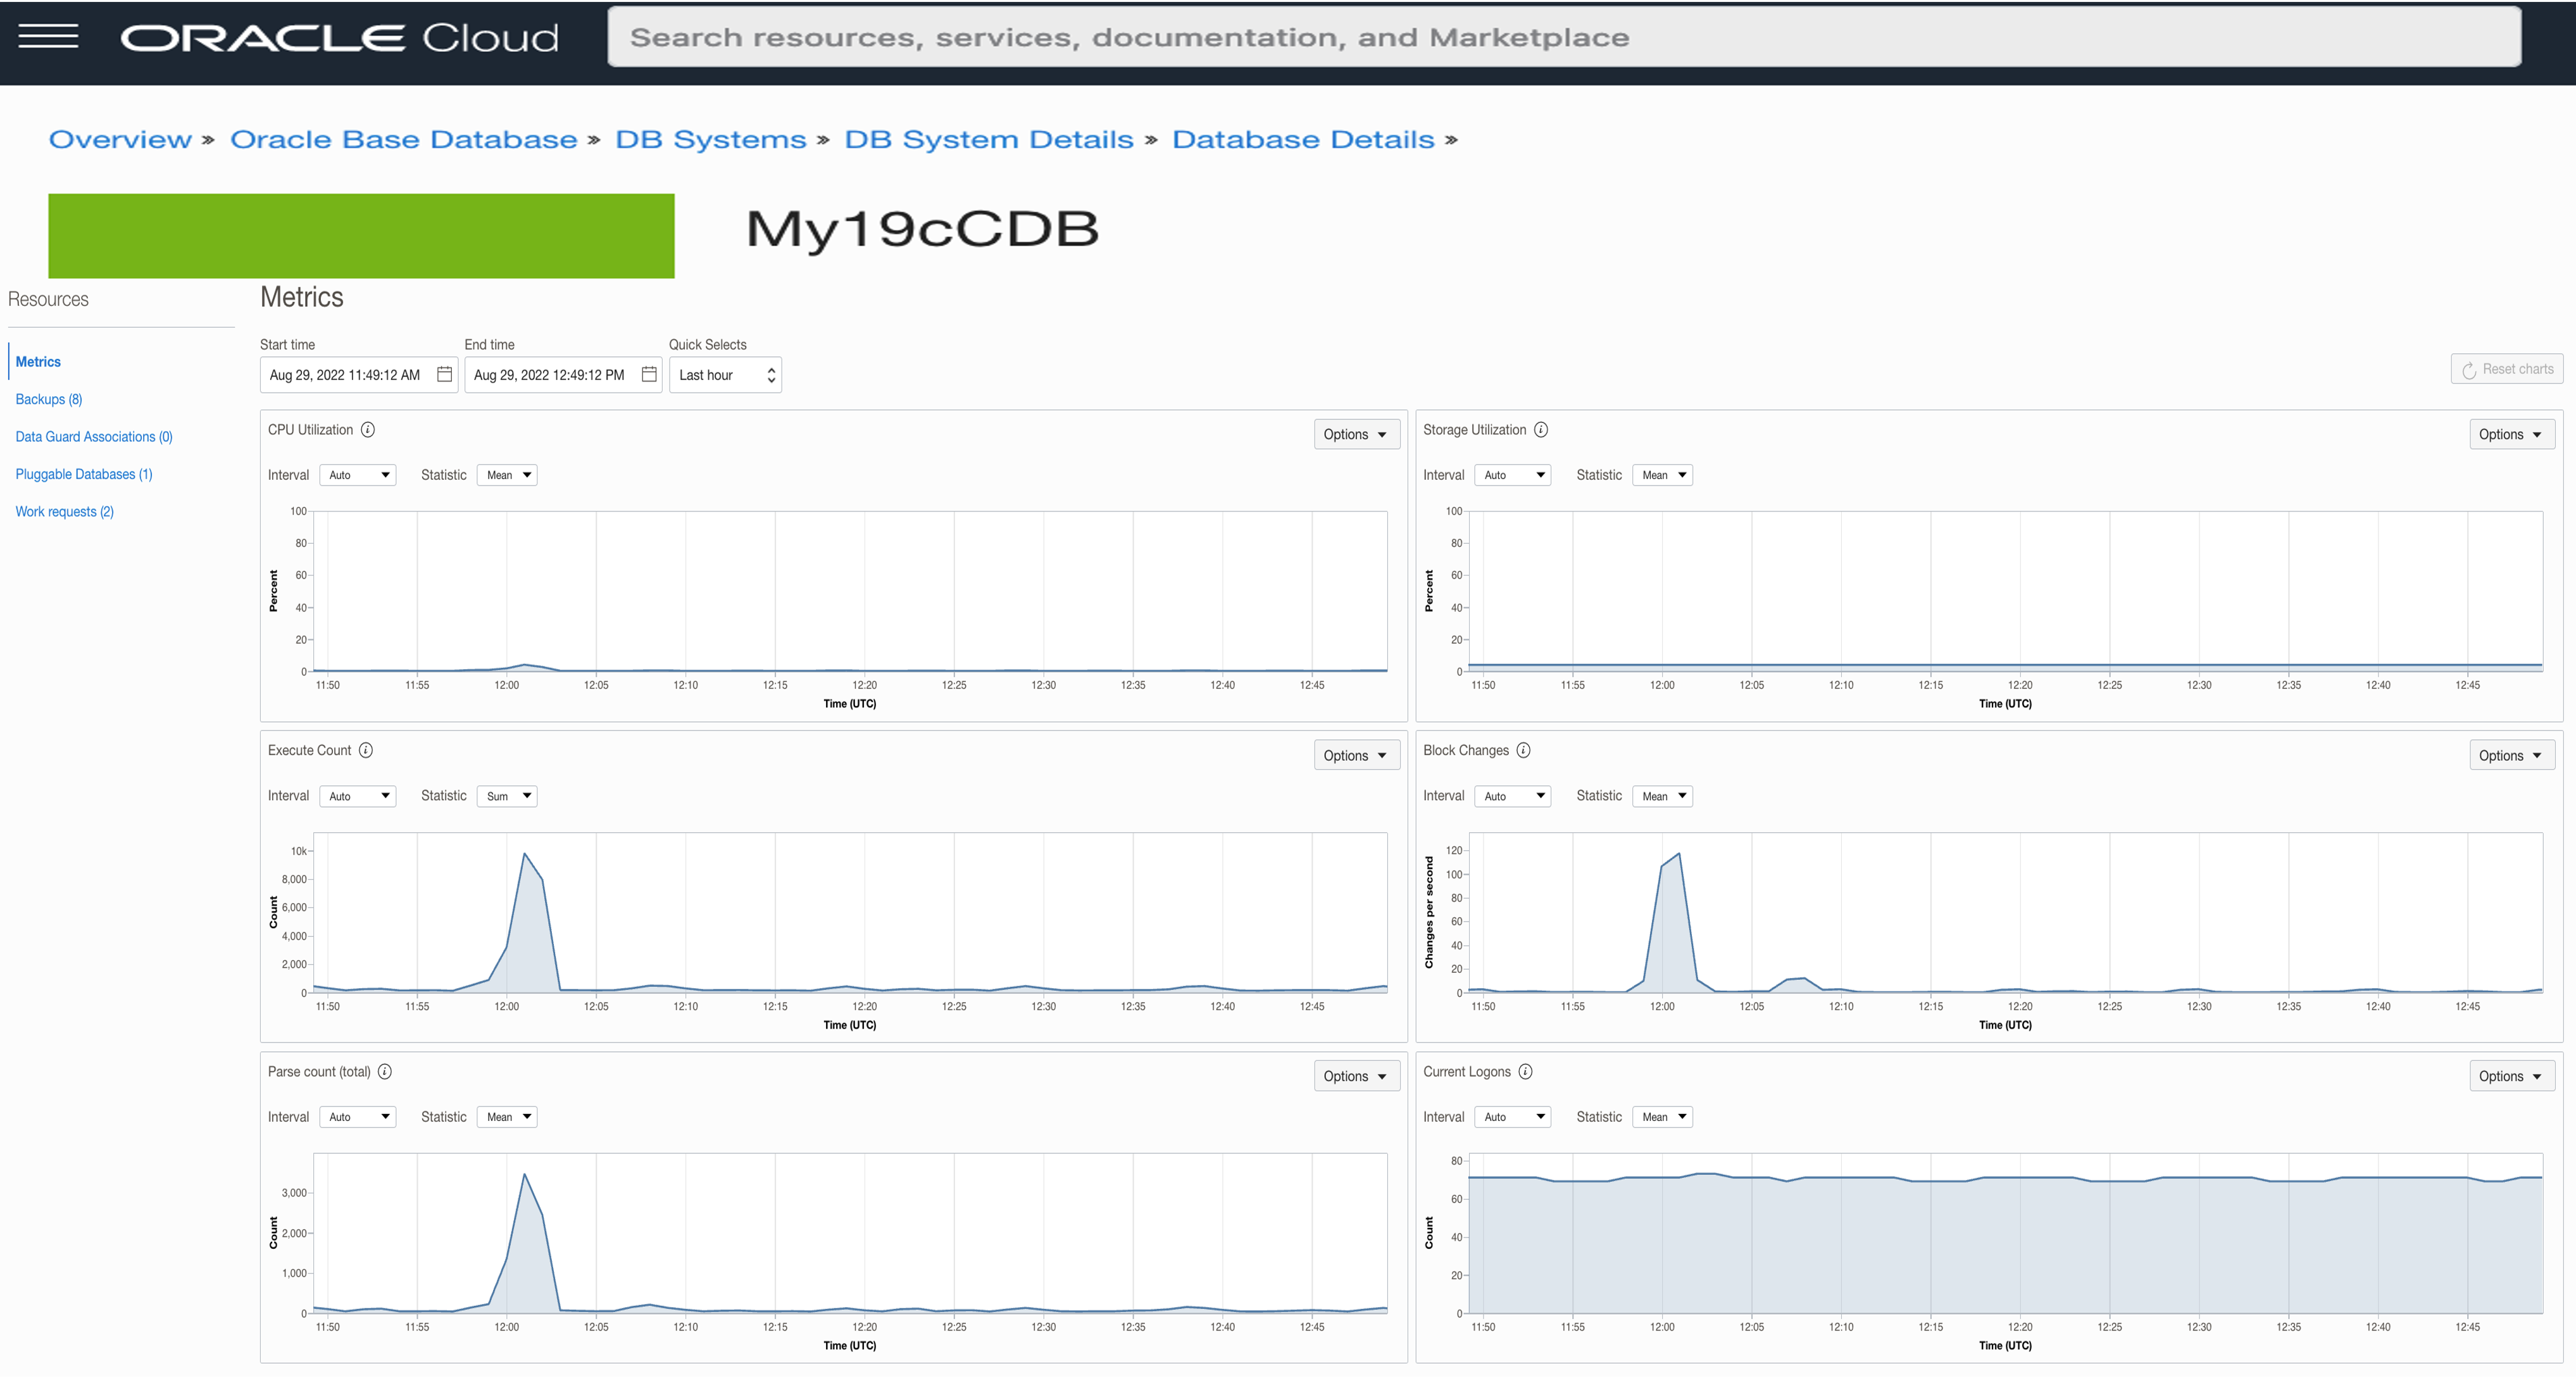 ORACLE Cloud
Search resources, services, documentation, and Marketplace
Overview » Oracle Base Database » DB Systems » DB System Details » Database Details »
My19cCDB
Resources
Metrics
Backups (8)
Data Guard Associations (0)
Pluggable Databases (1)
Work requests (2)
Metrics
Start time
End time
Quick Selects
Aug 29, 2022 11:49:12 AM
Aug 29, 2022 12:49:12 PM
Last hour
Reset charts
CPU Utilization
Options
Interval Auto Statistic Mean
Percent
100
80
60
40
20
0
11:50 11:55 12:00 12:05 12:10 12:15 12:20 12:25 12:30 12:35 12:40 12:45
Time (UTC)
Storage Utilization
Options
Interval Auto Statistic Mean
Percent
100
80
60
40
20
0
11:50 11:55 12:00 12:05 12:10 12:15 12:20 12:25 12:30 12:35 12:40 12:45
Time (UTC)
Execute Count
Options
Interval Auto Statistic Sum
Count
10k
8,000
6,000
4,000
2,000
0
11:50 11:55 12:00 12:05 12:10 12:15 12:20 12:25 12:30 12:35 12:40 12:45
Time (UTC)
Block Changes
Options
Interval Auto Statistic Mean
Changes per second
120
100
80
60
40
20
0
11:50 11:55 12:00 12:05 12:10 12:15 12:20 12:25 12:30 12:35 12:40 12:45
Time (UTC)
Parse count (total)
Options
Interval Auto Statistic Mean
Count
3,000
2,000
1,000
0
11:50 11:55 12:00 12:05 12:10 12:15 12:20 12:25 12:30 12:35 12:40 12:45
Time (UTC)
Current Logons
Options
Interval Auto Statistic Mean
Count
80
60
40
20
0
11:50 11:55 12:00 12:05 12:10 12:15 12:20 12:25 12:30 12:35 12:40 12:45
Time (UTC)